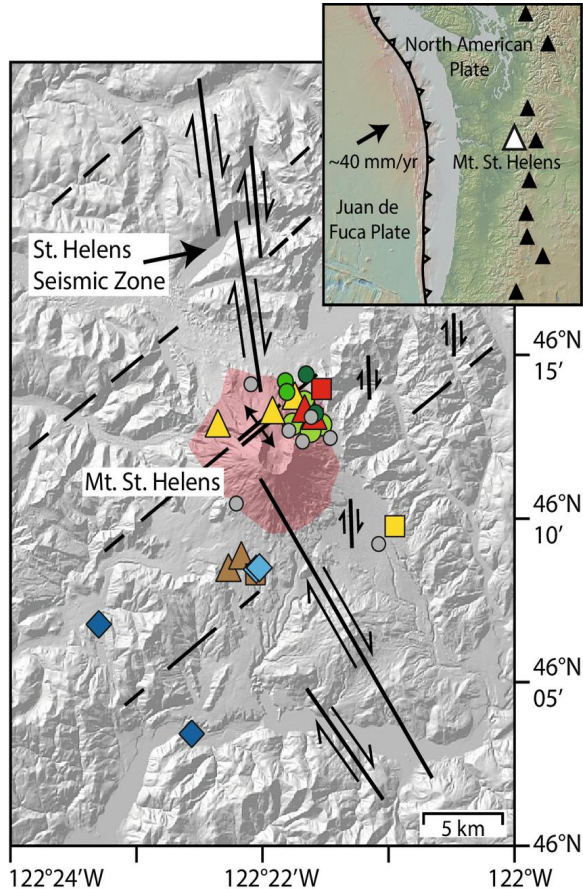 North American
Plate
~40 mm/yr
Mt. St. Helens
Juan de
Fuca Plate
St. Helens
Seismic Zone
Mt. St. Helens
46°N
15'
46°N
10'
46°N
05'
46°N
5 km
122°24'W
122°22'W
122°W